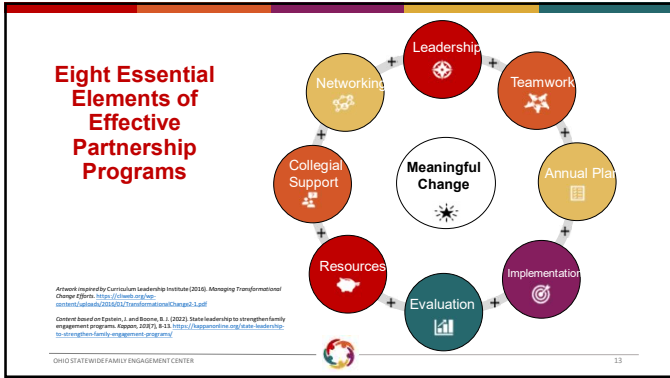 Eight Essential
Elements of
Effective
Partnership
Programs
Leadership
Teamwork
Annual Plan
Implementation
Evaluation
Resources
Collegial
Support
Networking
+
+
+
+
+
+
+
+
Meaningful
Change
Artwork inspired by Curriculum Leadership Institute (2016). Managing Transformational
Change Efforts. https://cliweb.org/wp-
content/uploads/2016/01/TransformationalChange2-1.pdf
Content based on Epstein, J. and Boone, B. J. (2022). State leadership to strengthen family
engagement programs. Kappan, 103(7), 8-13. https://kappanonline.org/state-leadership-
to-strengthen-family-engagement-programs/
OHIO STATEWIDE FAMILY ENGAGEMENT CENTER
13